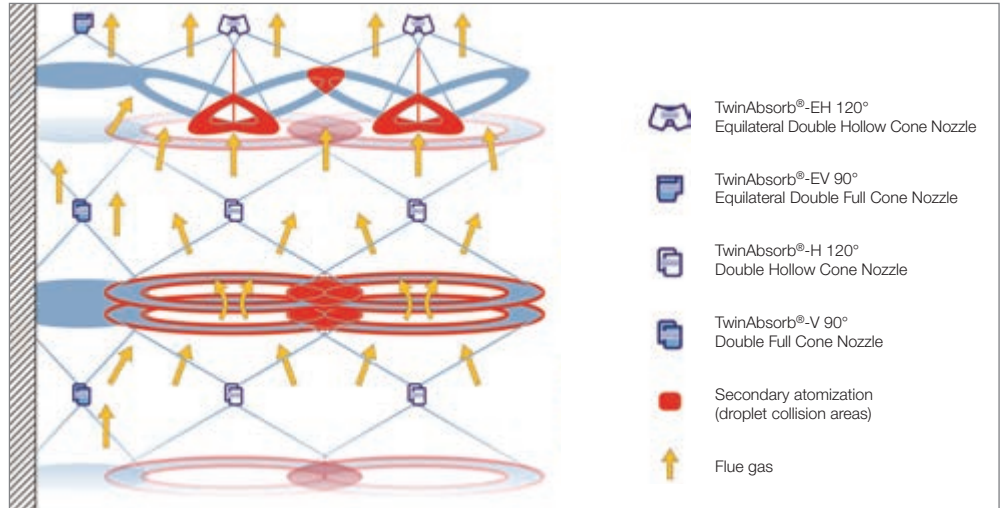 TwinAbsorb®-EH 120°
Equilateral Double Hollow Cone Nozzle
TwinAbsorb®-EV 90°
Equilateral Double Full Cone Nozzle
TwinAbsorb®-H 120°
Double Hollow Cone Nozzle
TwinAbsorb®-V 90°
Double Full Cone Nozzle
Secondary atomization
(droplet collision areas)
Flue gas